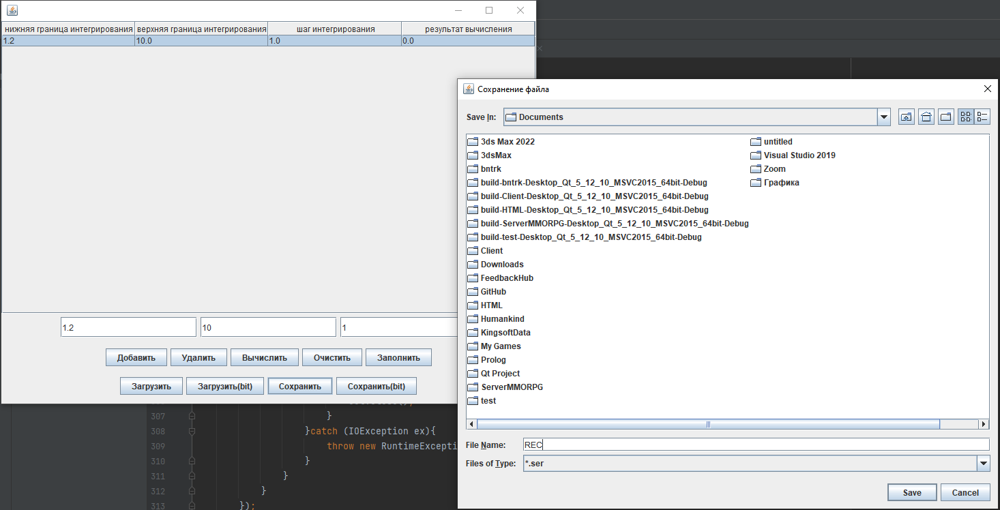 нижняя граница интегрирования верхняя граница интегрирования шаг интегрирования результат вычисления
1.2 10.0 1.0 0.0
1.2 10 1
Добавить Удалить Вычислить Очистить Заполнить
Загрузить Загрузить(bit) Сохранить Сохранить(bit)
307 }
308 }catch (IOException ex){
309 throw new RuntimeExcepti
310 }
311 }
312 }
313 });
Сохранение файла
Save In: Documents
3ds Max 2022
3dsMax
bntrk
build-bntrk-Desktop_Qt_5_12_10_MSVC2015_64bit-Debug
build-Client-Desktop_Qt_5_12_10_MSVC2015_64bit-Debug
build-HTML-Desktop_Qt_5_12_10_MSVC2015_64bit-Debug
build-ServerMMORPG-Desktop_Qt_5_12_10_MSVC2015_64bit-Debug
build-test-Desktop_Qt_5_12_10_MSVC2015_64bit-Debug
Client
Downloads
FeedbackHub
GitHub
HTML
Humankind
KingsoftData
My Games
Prolog
Qt Project
ServerMMORPG
test
untitled
Visual Studio 2019
Zoom
Графика
File Name: REC
Files of Type: *.ser
Save Cancel